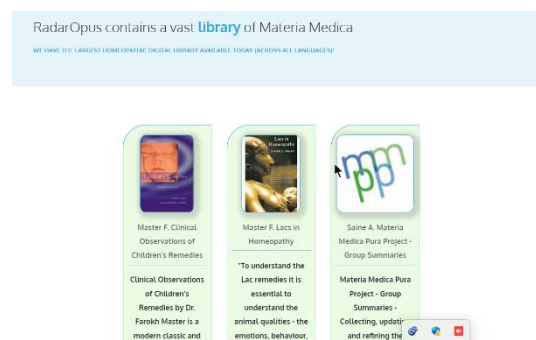 RadarOpus contains a vast library of Materia Medica
WE HAVE THE LARGEST HOMEOPATHIC DIGITAL LIBRARY AVAILABLE TODAY (ACROSS ALL LANGUAGES)!
Master F. Clinical
Observations of
Children's Remedies
Clinical Observations
of Children's
Remedies by Dr.
Farokh Master is a
modern classic and
Lacs in
Homeopathy
Master F. Lacs in
Homeopathy
"To understand the
Lac remedies it is
essential to
understand the
animal qualities - the
emotions, behaviour,
mmpp
Saine A. Materia
Medica Pura Project -
Group Summaries
Materia Medica Pura
Project - Group
Summaries -
Collecting,
and refining the